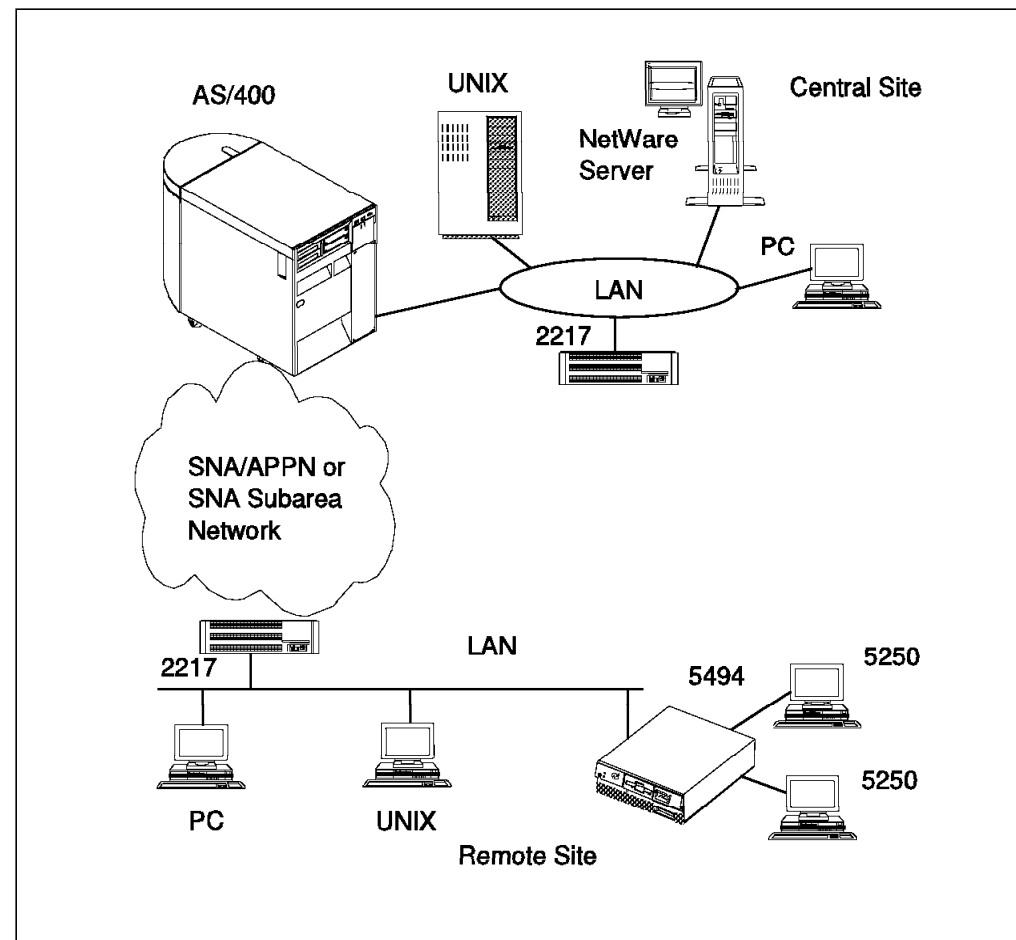 AS/400
UNIX
Central Site
NetWare
Server
PC
LAN
2217
SNA/APPN or
SNA Subarea
Network
LAN
2217
5494
5250
5250
PC
UNIX
Remote Site